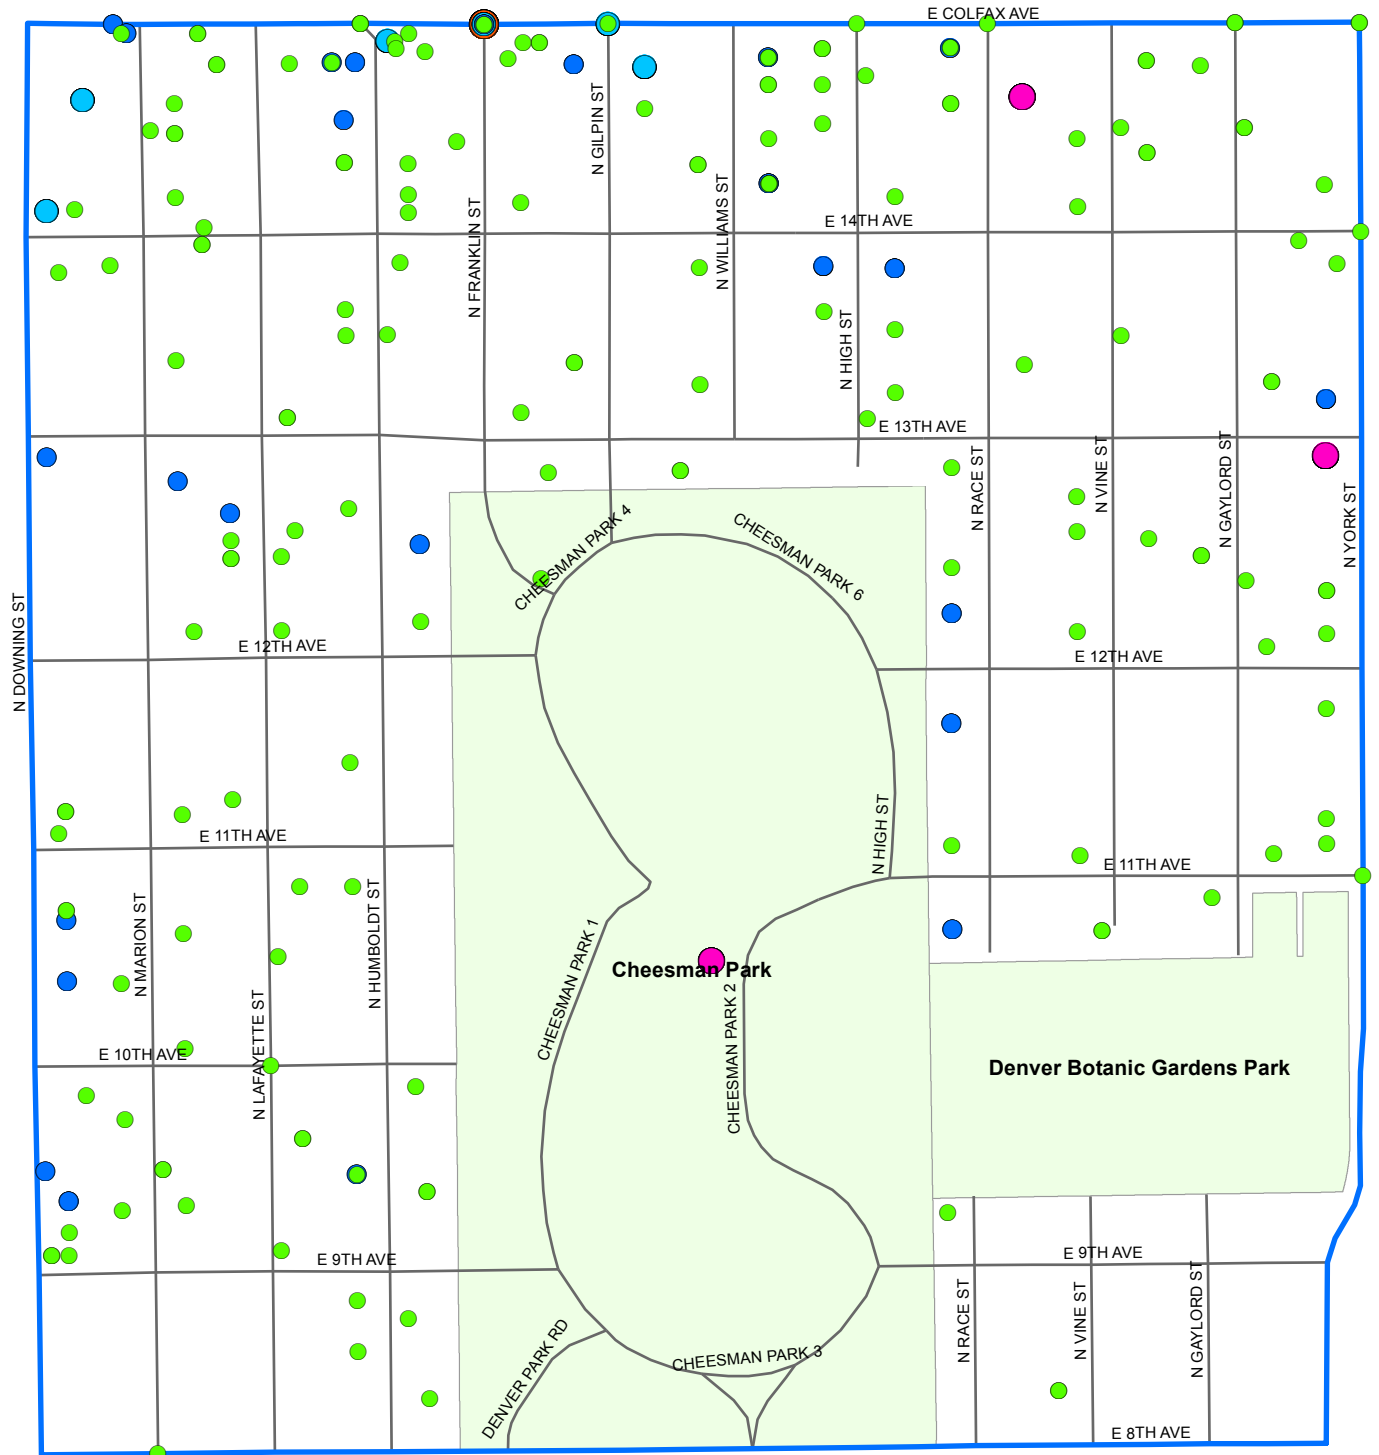 E COLFAX AVE
N GILPIN ST
N WILLIAMS ST
N FRANKLIN ST
E 14TH AVE
N HIGH ST
E 13TH AVE
N RACE ST
N VINE ST
N GAYLORD ST
N YORK ST
CHEESMAN PARK 4
CHEESMAN PARK 6
N DOWNING ST
E 12TH AVE
E 12TH AVE
E 11TH AVE
N HIGH ST
E 11TH AVE
N MARION ST
N HUMBOLDT ST
CHEESMAN PARK 1
Cheesman Park
CHEESMAN PARK 2
N LAFAYETTE ST
E 10TH AVE
Denver Botanic Gardens Park
E 9TH AVE
E 9TH AVE
N RACE ST
N VINE ST
N GAYLORD ST
DENVER PARK RD
CHEESMAN PARK 3
E 8TH AVE